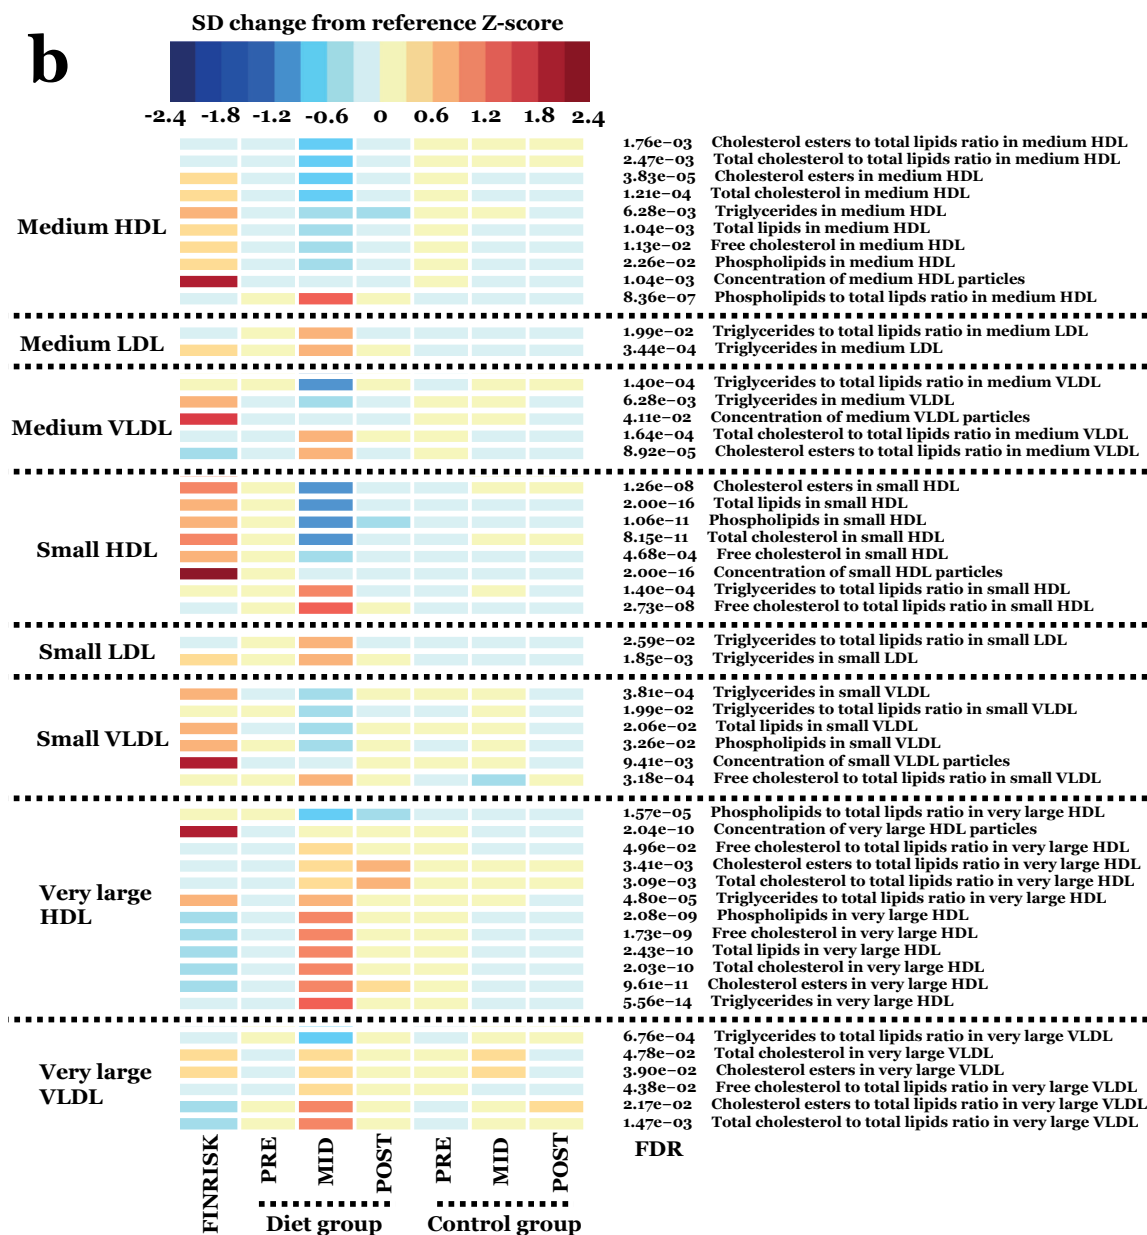 SD change from reference Z-score
b
-2.4 -1.8 -1.2 -0.6 0 0.6 1.2 1.8 2.4
Medium HDL
1.76e−03 Cholesterol esters to total lipids ratio in medium HDL
2.47e−03 Total cholesterol to total lipids ratio in medium HDL
3.83e−05 Cholesterol esters in medium HDL
1.21e−04 Total cholesterol in medium HDL
6.28e−03 Triglycerides in medium HDL
1.04e−03 Total lipids in medium HDL
1.13e−02 Free cholesterol in medium HDL
2.26e−02 Phospholipids in medium HDL
1.04e−03 Concentration of medium HDL particles
8.36e−07 Phospholipids to total lipds ratio in medium HDL
Medium LDL
1.99e−02 Triglycerides to total lipids ratio in medium LDL
3.44e−04 Triglycerides in medium LDL
Medium VLDL
1.40e−04 Triglycerides to total lipids ratio in medium VLDL
6.28e−03 Triglycerides in medium VLDL
4.11e−02 Concentration of medium VLDL particles
1.64e−04 Total cholesterol to total lipids ratio in medium VLDL
8.92e−05 Cholesterol esters to total lipids ratio in medium VLDL
Small HDL
1.26e−08 Cholesterol esters in small HDL
2.00e−16 Total lipids in small HDL
1.06e−11 Phospholipids in small HDL
8.15e−11 Total cholesterol in small HDL
4.68e−04 Free cholesterol in small HDL
2.00e−16 Concentration of small HDL particles
1.40e−04 Triglycerides to total lipids ratio in small HDL
2.73e−08 Free cholesterol to total lipids ratio in small HDL
Small LDL
2.59e−02 Triglycerides to total lipids ratio in small LDL
1.85e−03 Triglycerides in small LDL
Small VLDL
3.81e−04 Triglycerides in small VLDL
1.99e−02 Triglycerides to total lipids ratio in small VLDL
2.06e−02 Total lipids in small VLDL
3.26e−02 Phospholipids in small VLDL
9.41e−03 Concentration of small VLDL particles
3.18e−04 Free cholesterol to total lipids ratio in small VLDL
Very large
HDL
1.57e−05 Phospholipids to total lipds ratio in very large HDL
2.04e−10 Concentration of very large HDL particles
4.96e−02 Free cholesterol to total lipids ratio in very large HDL
3.41e−03 Cholesterol esters to total lipids ratio in very large HDL
3.09e−03 Total cholesterol to total lipids ratio in very large HDL
4.80e−05 Triglycerides to total lipids ratio in very large HDL
2.08e−09 Phospholipids in very large HDL
1.73e−09 Free cholesterol in very large HDL
2.43e−10 Total lipids in very large HDL
2.03e−10 Total cholesterol in very large HDL
9.61e−11 Cholesterol esters in very large HDL
5.56e−14 Triglycerides in very large HDL
Very large
VLDL
6.76e−04 Triglycerides to total lipids ratio in very large VLDL
4.78e−02 Total cholesterol in very large VLDL
3.90e−02 Cholesterol esters in very large VLDL
4.38e−02 Free cholesterol to total lipids ratio in very large VLDL
2.17e−02 Cholesterol esters to total lipids ratio in very large VLDL
1.47e−03 Total cholesterol to total lipids ratio in very large VLDL
FINRISK PRE MID POST PRE MID POST
FDR
Diet group Control group